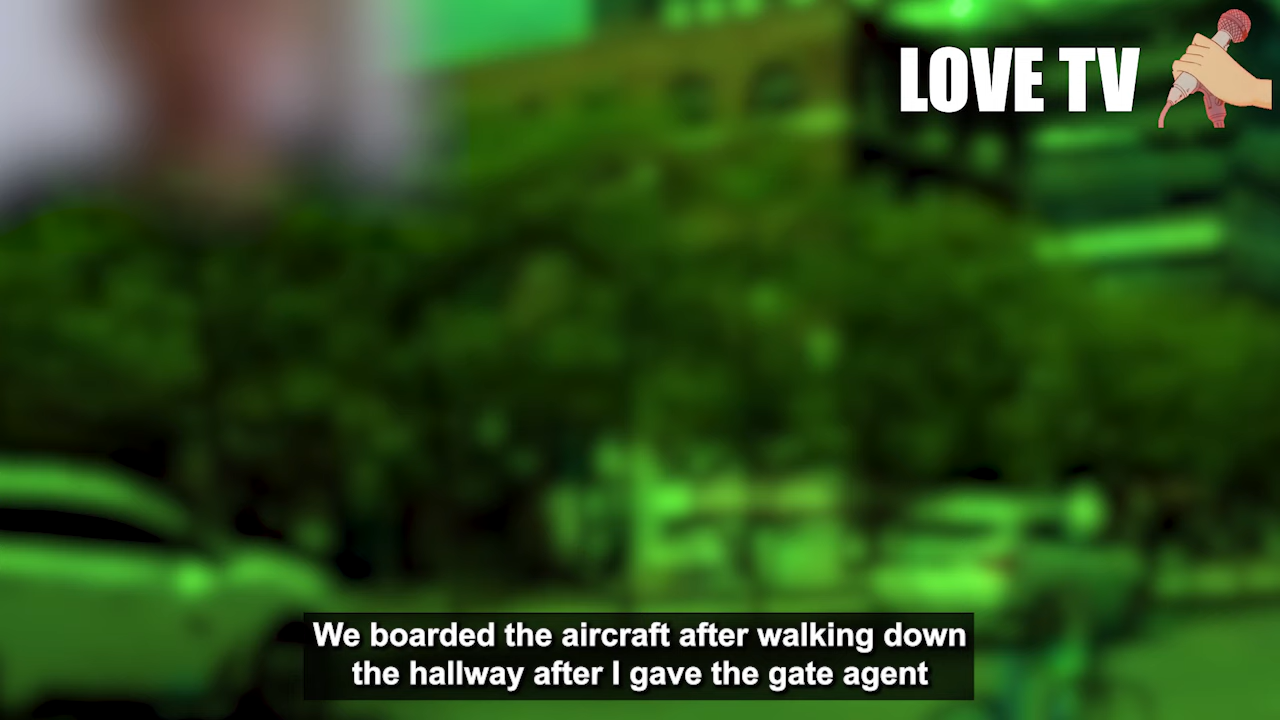 LOVE TV
We boarded the aircraft after walking down
the hallway after I gave the gate agent